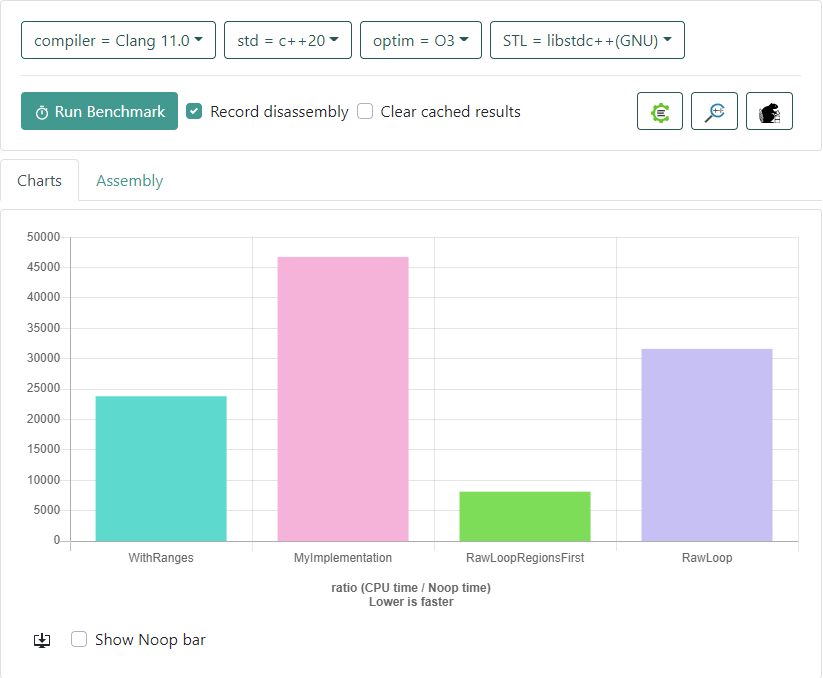 compiler = Clang 11.0 std = c++20 optim = O3 STL = libstdc++(GNU)
Run Benchmark Record disassembly Clear cached results
Charts Assembly
50000
45000
40000
35000
30000
25000
20000
15000
10000
5000
0
WithRanges MyImplementation RawLoopRegionsFirst RawLoop
ratio (CPU time / Noop time)
Lower is faster
Show Noop bar